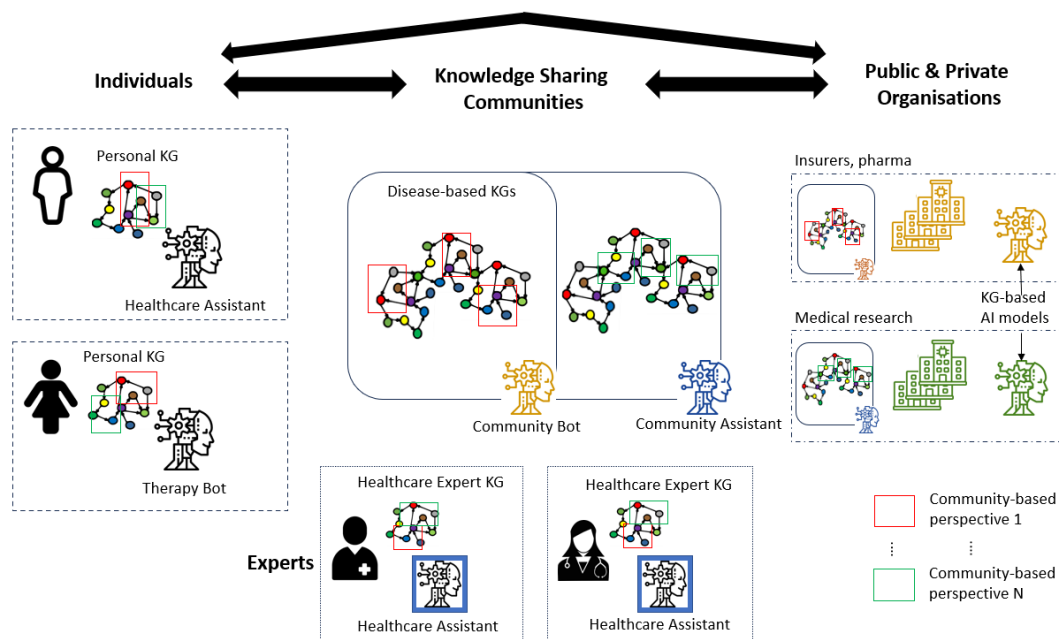 Individuals
Knowledge Sharing
Communities
Public & Private
Organisations
Personal KG
Healthcare Assistant
Personal KG
Therapy Bot
Disease-based KGs
Community Bot
Community Assistant
Insurers, pharma
KG-based
AI models
Medical research
Experts
Healthcare Expert KG
Healthcare Assistant
Healthcare Expert KG
Healthcare Assistant
Community-based
perspective 1
Community-based
perspective N